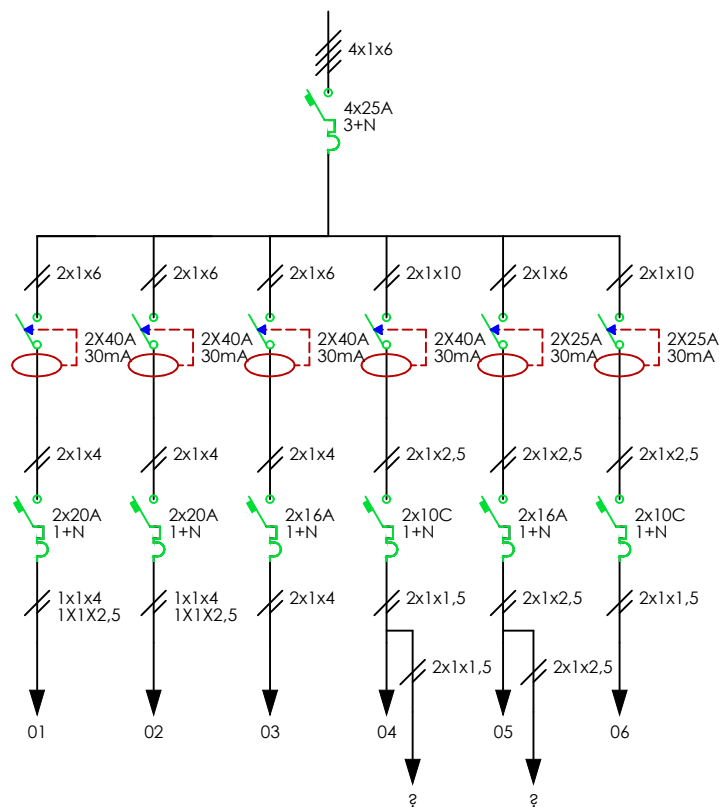 4x1x6
4x25A
3+N
2x1x6
2x1x6
2x1x6
2x1x10
2x1x6
2x1x10
2X40A
30mA
2X40A
30mA
2X40A
30mA
2X40A
30mA
2X25A
30mA
2X25A
30mA
2x1x4
2x1x4
2x1x4
2x1x2,5
2x1x2,5
2x1x2,5
2x20A
1+N
2x20A
1+N
2x16A
1+N
2x10C
1+N
2x16A
1+N
2x10C
1+N
1x1x4
1X1X2,5
1x1x4
1X1X2,5
2x1x4
2x1x1,5
2x1x2,5
2x1x1,5
2x1x1,5
2x1x2,5
01
02
03
04
05
06
?
?